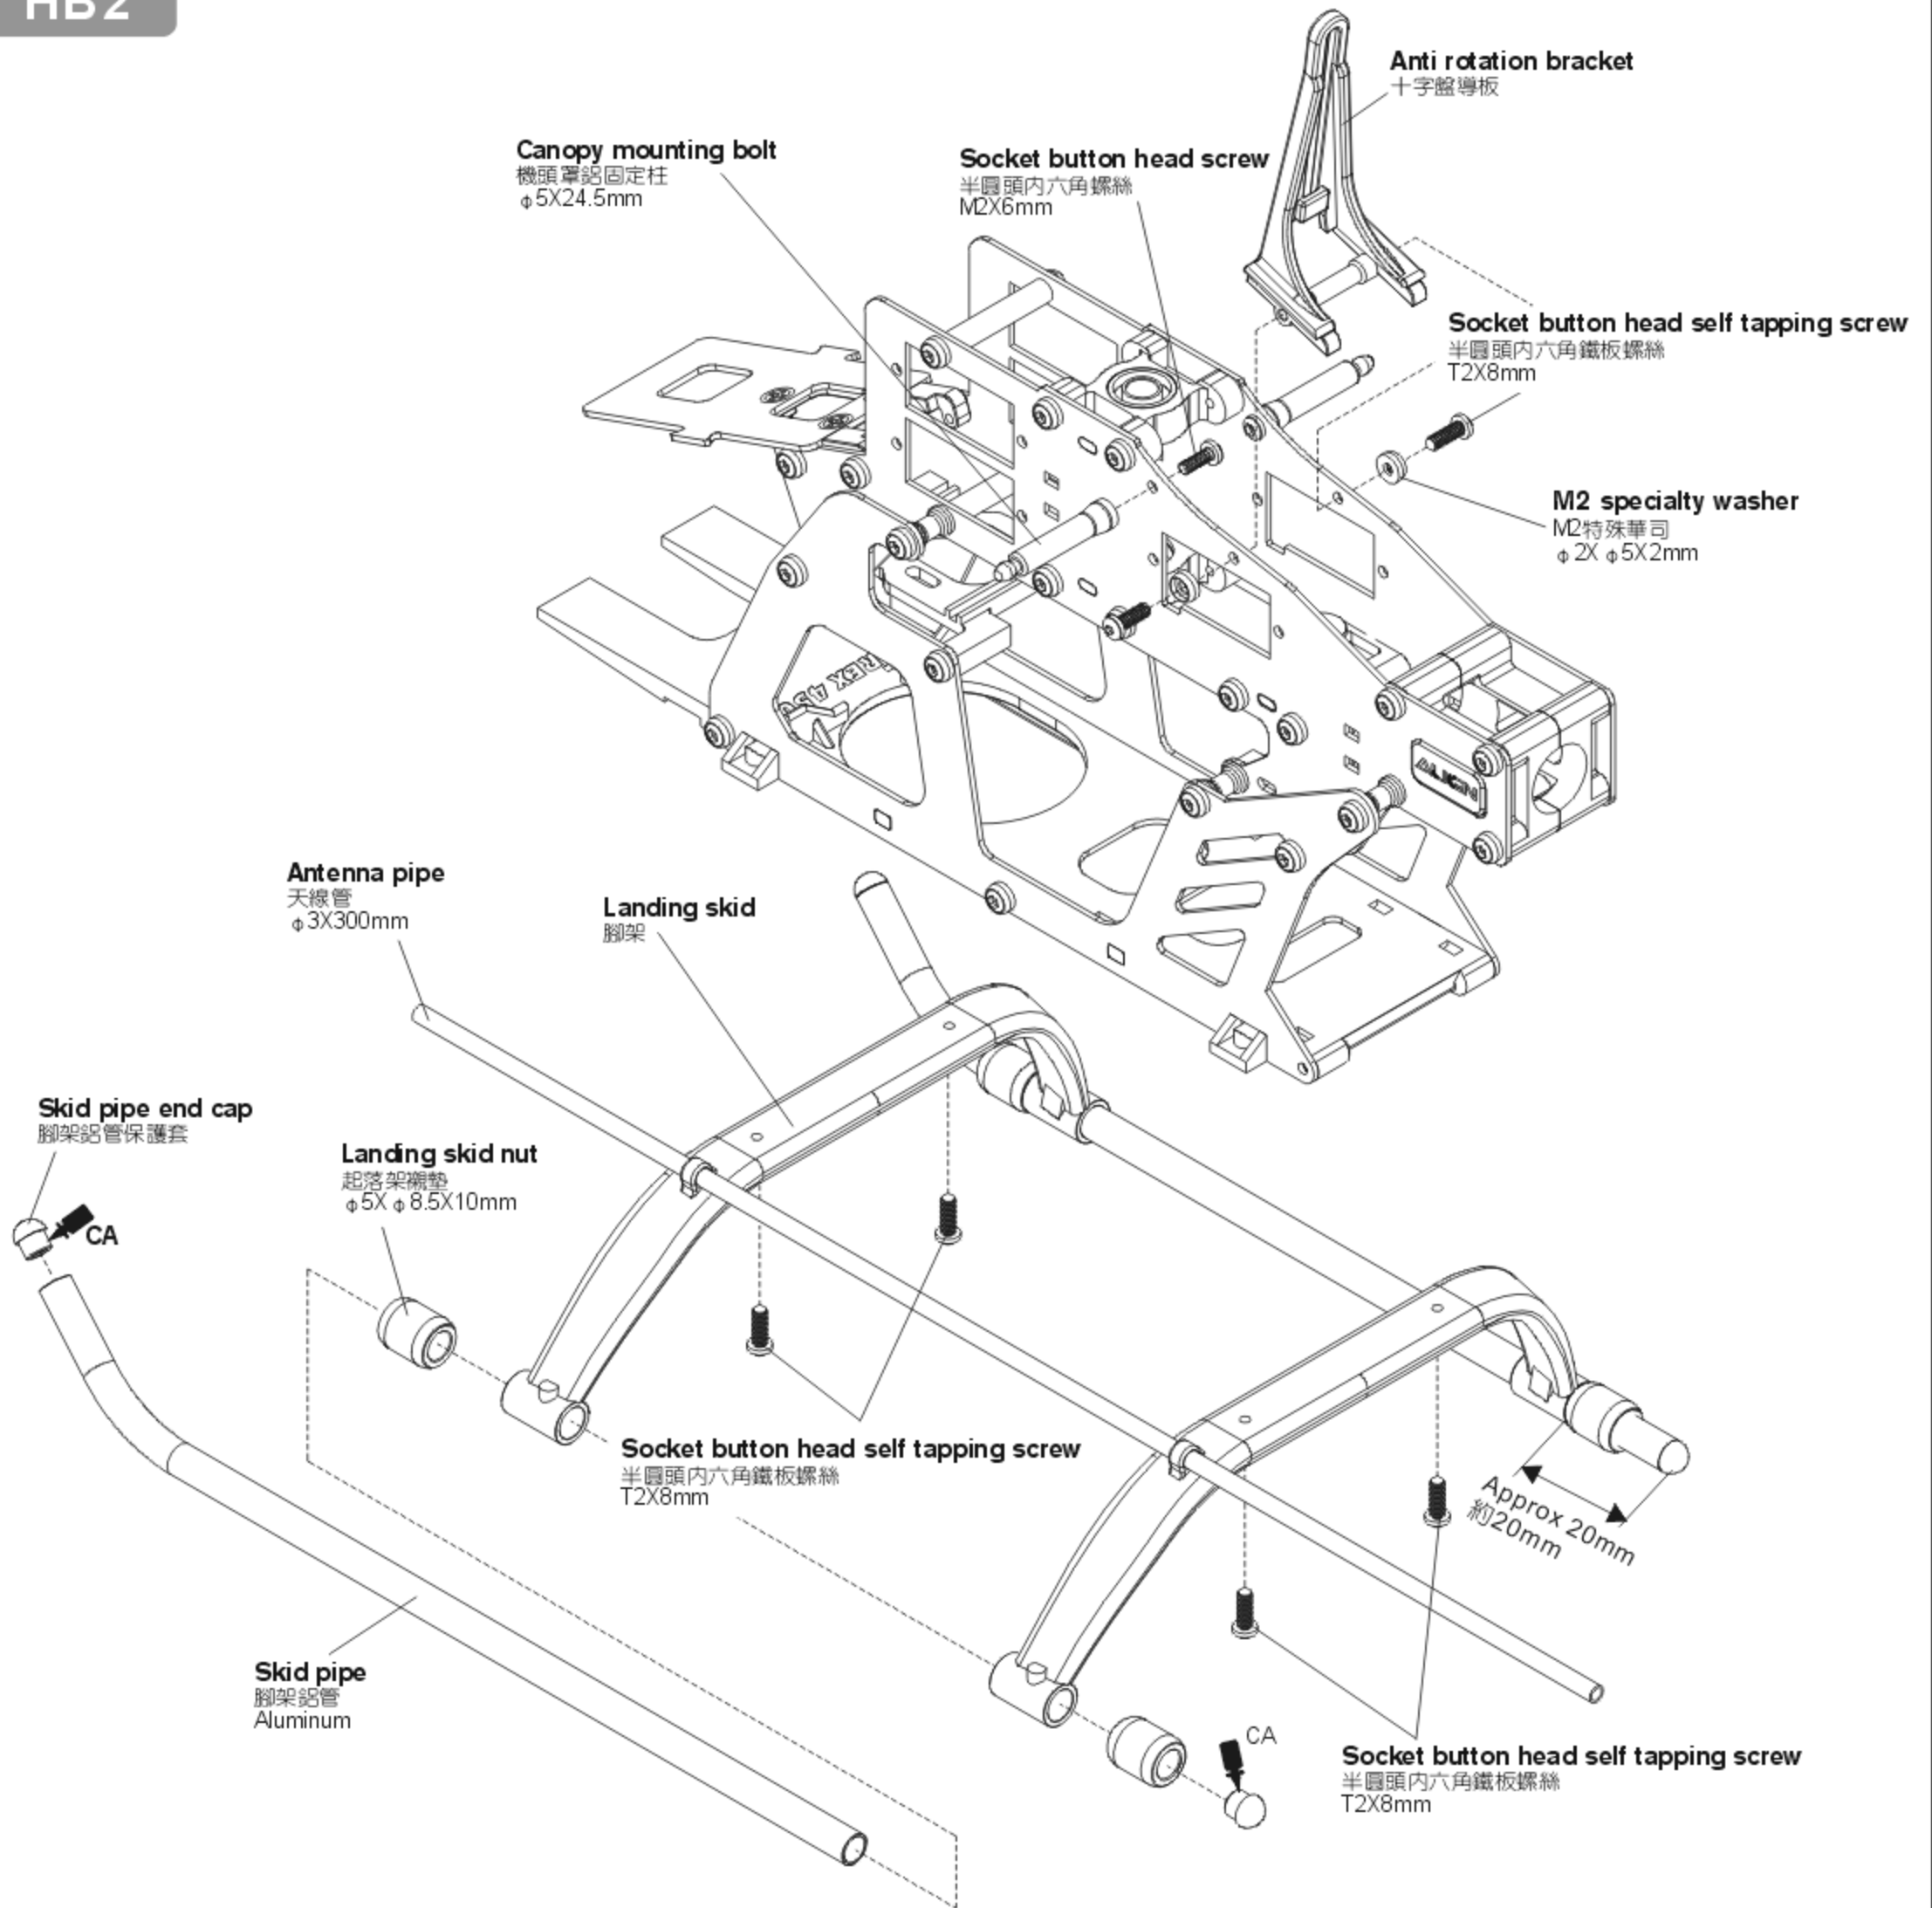 HB2
Anti rotation bracket
十字盤導板
Canopy mounting bolt
機頭罩鋁固定柱
φ5X24.5mm
Socket button head screw
半圓頭内六角螺絲
M2X6mm
Socket button head self tapping screw
半圓頭内六角鐵板螺絲
T2X8mm
M2 specialty washer
M2特殊華司
φ2X φ5X2mm
ALIGN
Antenna pipe
天線管
φ3X300mm
Landing skid
腳架
Skid pipe end cap
腳架鋁管保護套
CA
Landing skid nut
起落架襯墊
φ5X φ8.5X10mm
Socket button head self tapping screw
半圓頭内六角鐵板螺絲
T2X8mm
Approx 20mm
約20mm
Skid pipe
腳架鋁管
Aluminum
CA
Socket button head self tapping screw
半圓頭内六角鐵板螺絲
T2X8mm